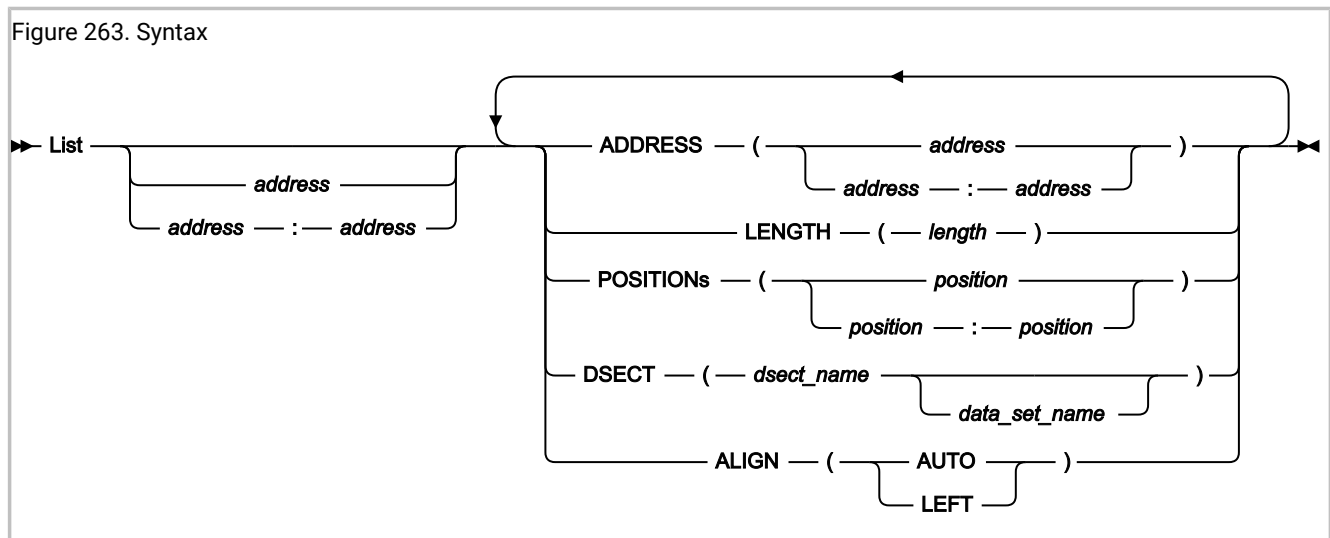 Figure 263. Syntax
List ADDRESS ( address )
address address : address
address : address LENGTH ( length )
POSITIONs ( position )
position : position
DSECT ( dsect_name )
data_set_name
ALIGN ( AUTO )
LEFT